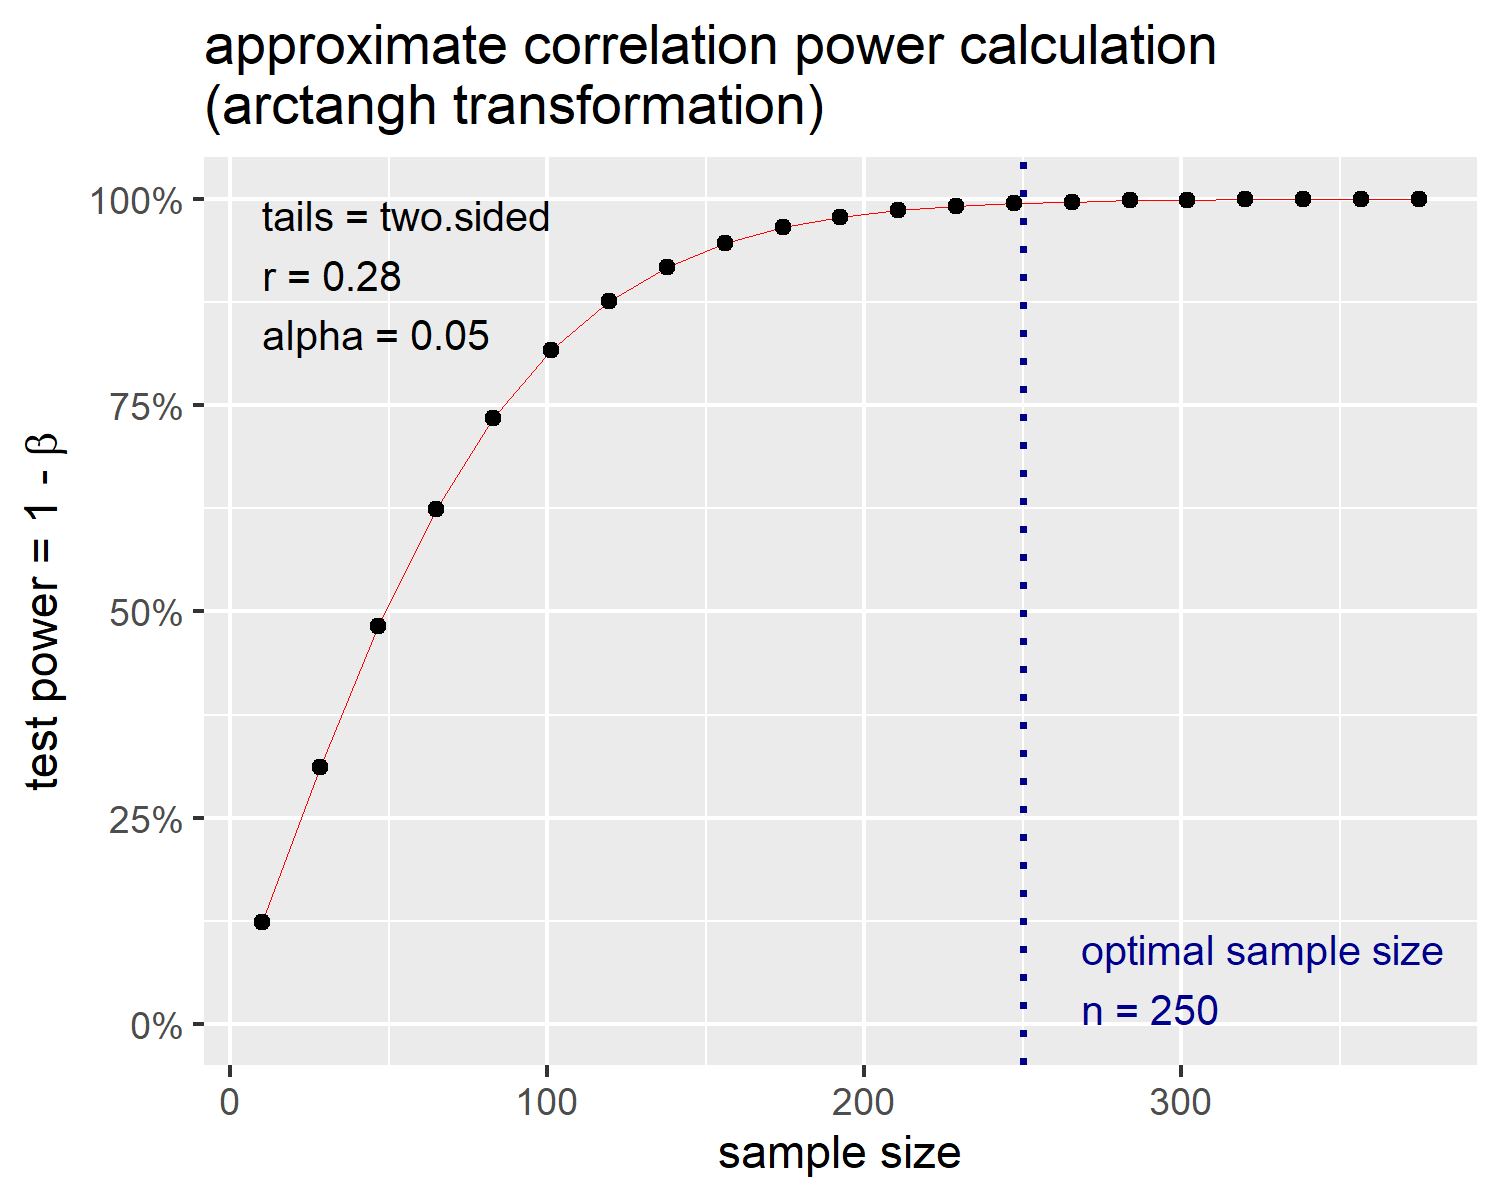 approximate correlation power calculation
(arctangh transformation)
tails = two.sided
r = 0.28
alpha = 0.05
100%
75%
50%
25%
0%
test power = 1 - β
optimal sample size
n = 250
0
100
200
300
sample size